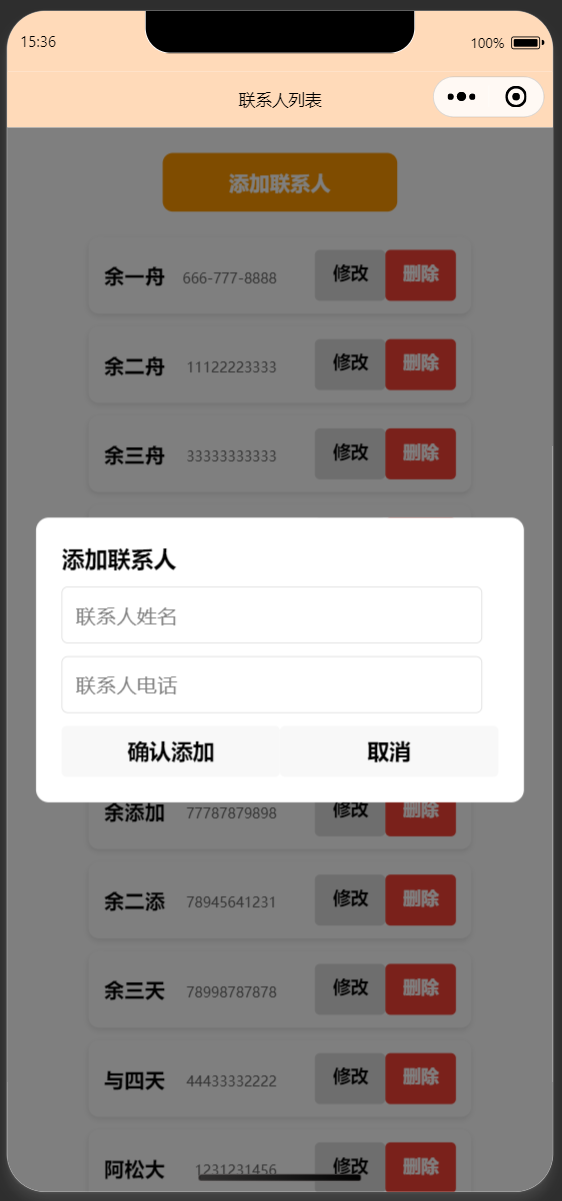 15:36
100%
联系人列表
添加联系人
余一舟 666-777-8888 修改 删除
余二舟 11122223333 修改 删除
余三舟 33333333333 修改 删除
添加联系人
联系人姓名
联系人电话
确认添加 取消
余添加 77787879898 修改 删除
余二添 78945641231 修改 删除
余三天 78998787878 修改 删除
与四天 44433332222 修改 删除
阿松大 1231231456 修改 删除